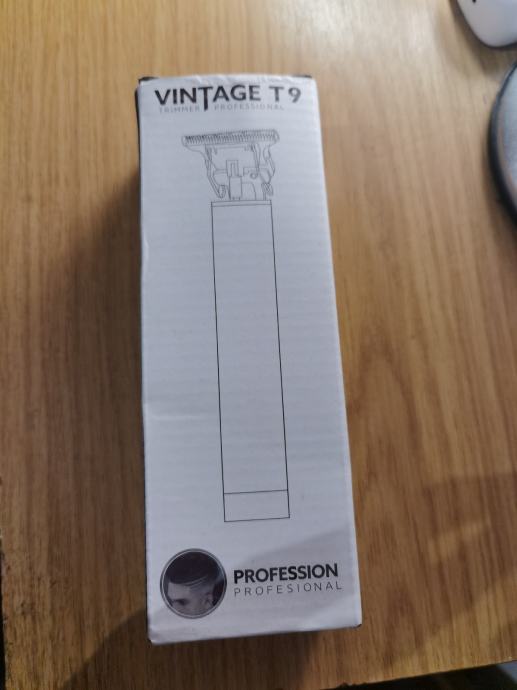 VINTAGE T9
TRIMMER PROFESSIONAL
PROFESSION
PROFESIONAL